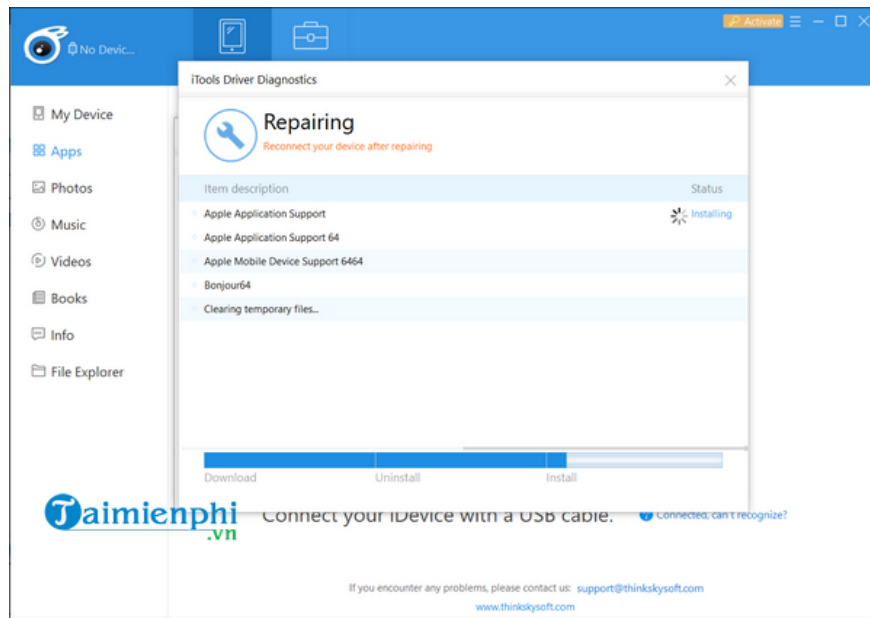 No Devic...
Activate
iTools Driver Diagnostics
Repairing
Reconnect your device after repairing
Item description Status
Apple Application Support Installing
Apple Application Support 64
Apple Mobile Device Support 6464
Bonjour64
Clearing temporary files...
Download Uninstall Install
My Device
Apps
Photos
Music
Videos
Books
Info
File Explorer
Taimienphi
.vn
Connect your iDevice with a USB cable. Connected, can't recognize?
If you encounter any problems, please contact us: support@thinkskysoft.com
www.thinkskysoft.com